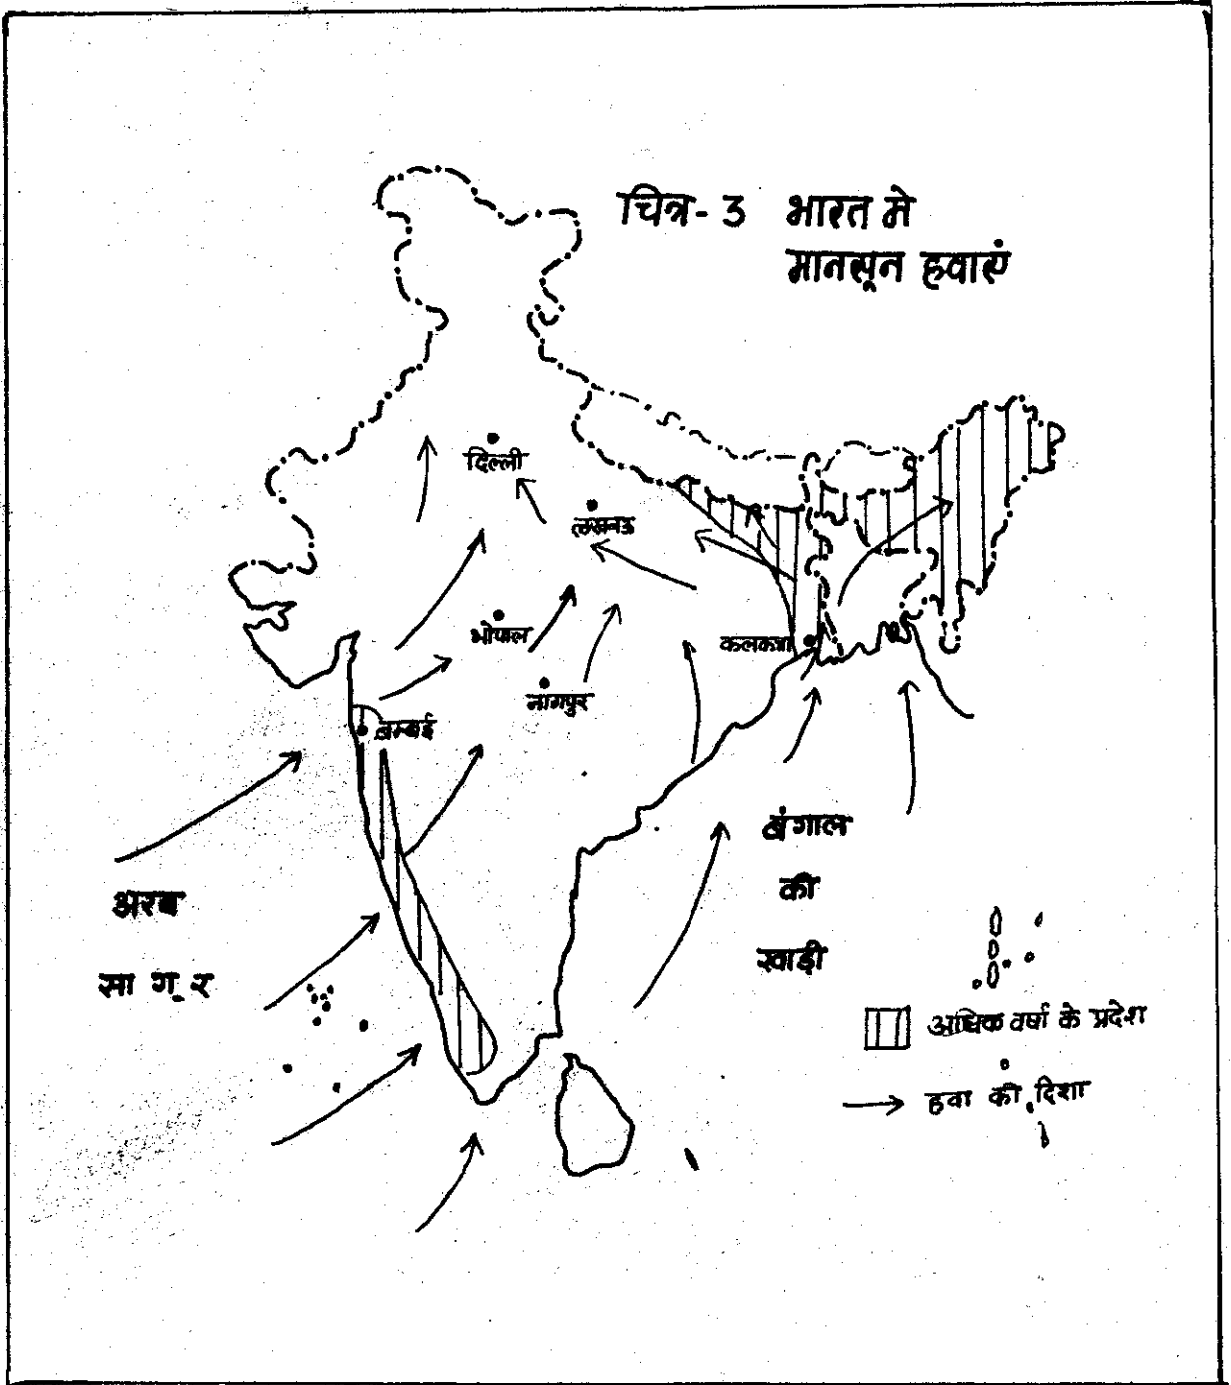 चित्र- 3 भारत मे
मानसून हवाएं
दिल्ली
लखनऊ
भोपाल
कलकत्ता
नागपुर
बम्बई
बंगाल
की
खाड़ी
अरब
सागर
अधिक वर्षा के प्रदेश
हवा की दिशा